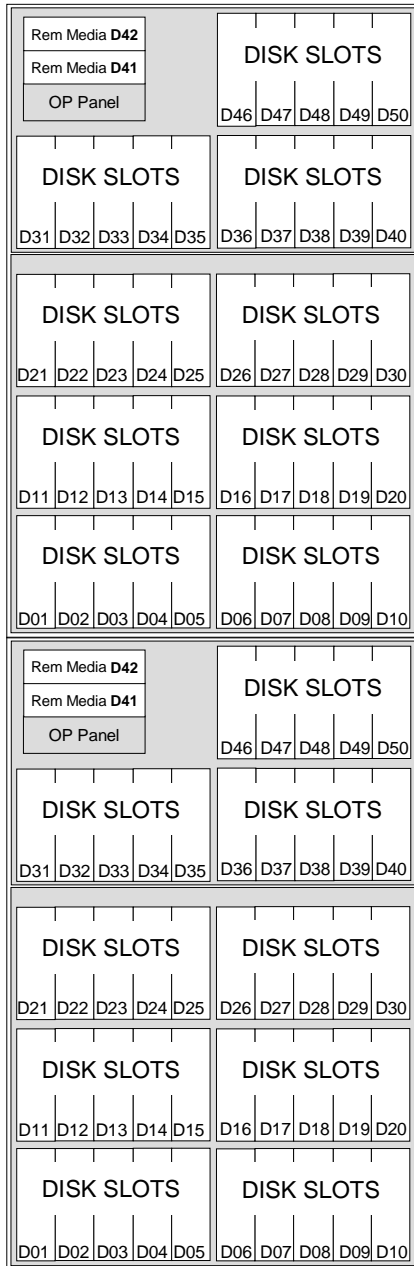 Rem Media D42
Rem Media D41
OP Panel
DISK SLOTS
D46 D47 D48 D49 D50
DISK SLOTS
D31 D32 D33 D34 D35
DISK SLOTS
D36 D37 D38 D39 D40
DISK SLOTS
D21 D22 D23 D24 D25
DISK SLOTS
D26 D27 D28 D29 D30
DISK SLOTS
D11 D12 D13 D14 D15
DISK SLOTS
D16 D17 D18 D19 D20
DISK SLOTS
D01 D02 D03 D04 D05
DISK SLOTS
D06 D07 D08 D09 D10
Rem Media D42
Rem Media D41
OP Panel
DISK SLOTS
D46 D47 D48 D49 D50
DISK SLOTS
D31 D32 D33 D34 D35
DISK SLOTS
D36 D37 D38 D39 D40
DISK SLOTS
D21 D22 D23 D24 D25
DISK SLOTS
D26 D27 D28 D29 D30
DISK SLOTS
D11 D12 D13 D14 D15
DISK SLOTS
D16 D17 D18 D19 D20
DISK SLOTS
D01 D02 D03 D04 D05
DISK SLOTS
D06 D07 D08 D09 D10